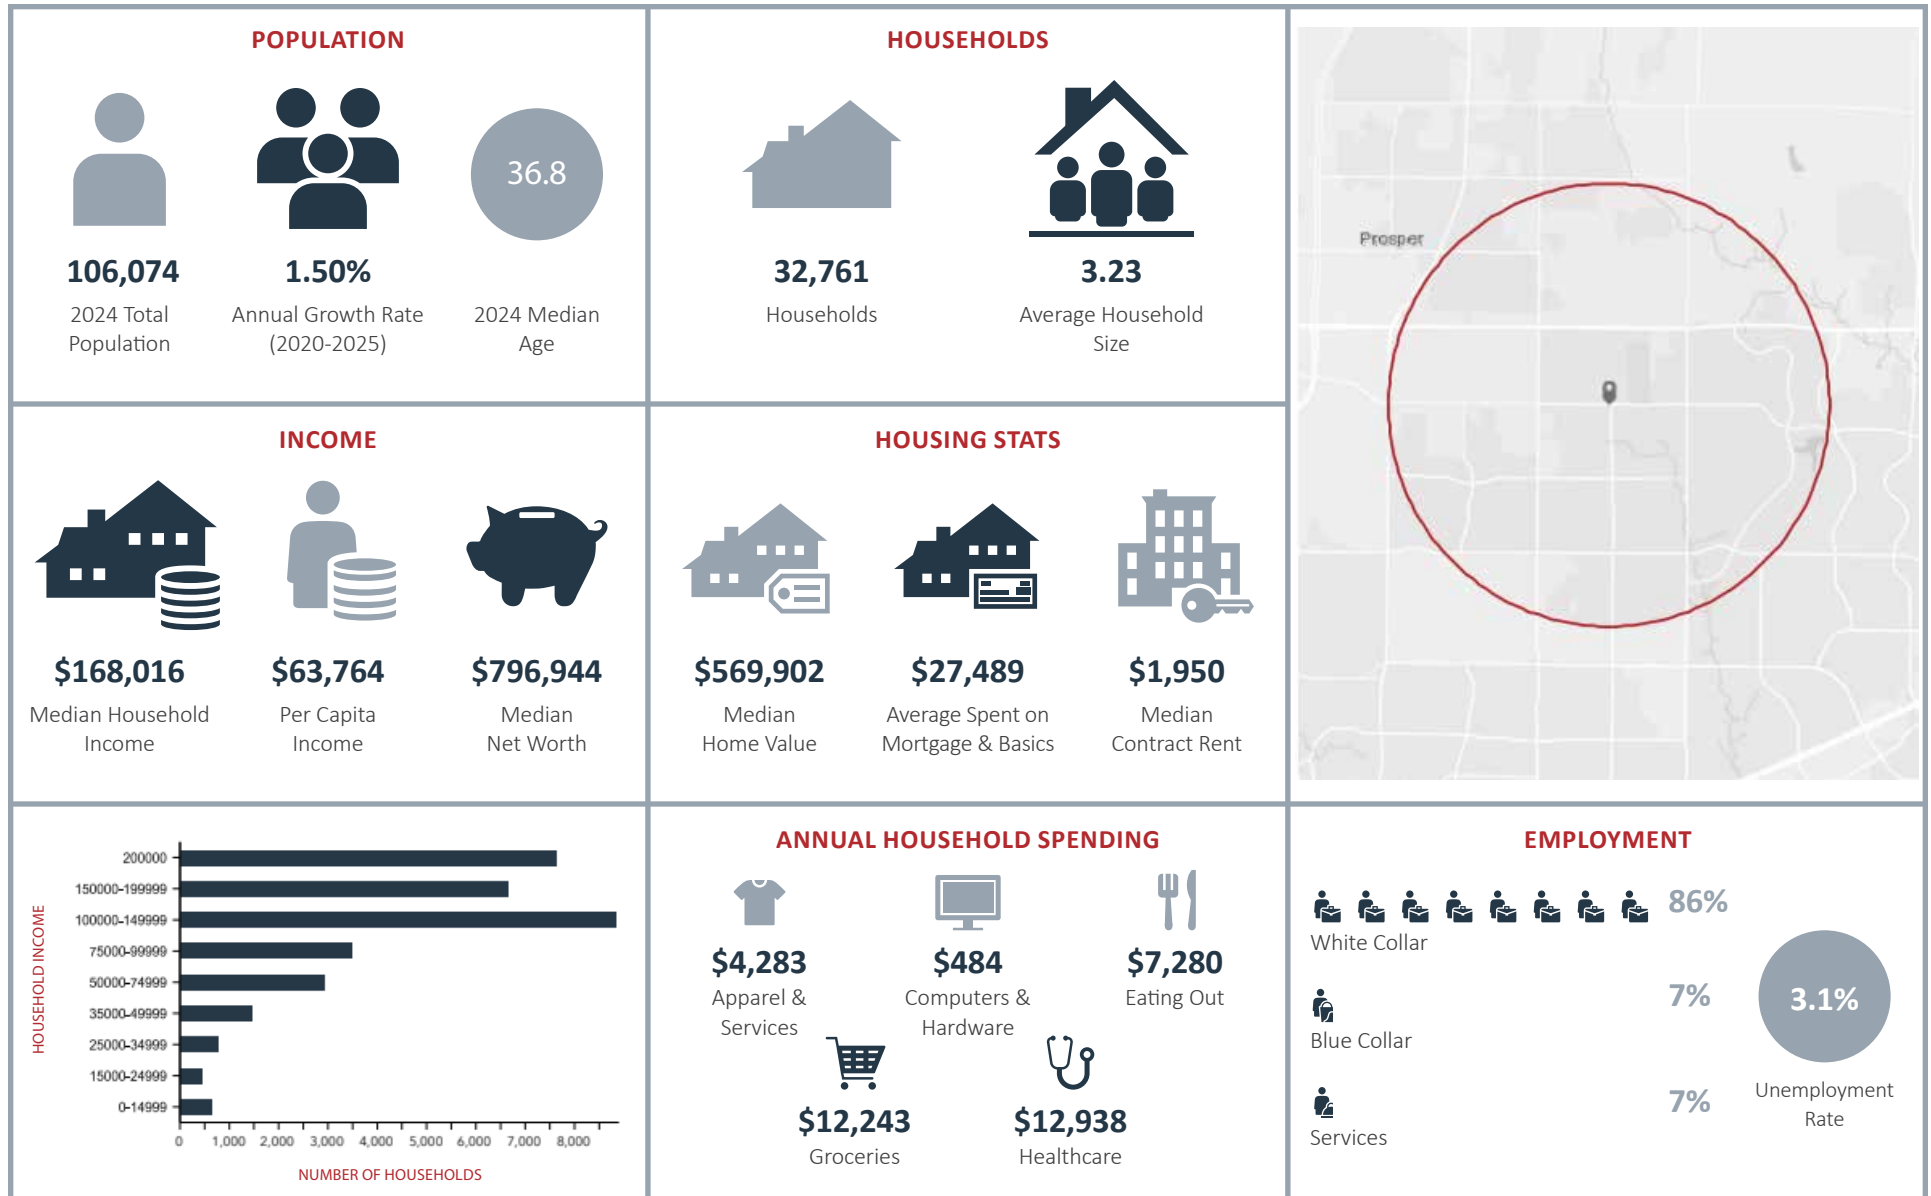 POPULATION
36.8
106,074
1.50%
2024 Total
Population
Annual Growth Rate
(2020-2025)
2024 Median
Age
HOUSEHOLDS
32,761
3.23
Households
Average Household
Size
Prosper
INCOME
$168,016
$63,764
$796,944
Median Household
Income
Per Capita
Income
Median
Net Worth
HOUSING STATS
$569,902
$27,489
$1,950
Median
Home Value
Average Spent on
Mortgage & Basics
Median
Contract Rent
HOUSEHOLD INCOME
200000
150000-199999
100000-149999
75000-99999
50000-74999
35000-49999
25000-34999
15000-24999
0-14999
0 1,000 2,000 3,000 4,000 5,000 6,000 7,000 8,000
NUMBER OF HOUSEHOLDS
ANNUAL HOUSEHOLD SPENDING
$4,283
$484
$7,280
Apparel &
Services
Computers &
Hardware
Eating Out
$12,243
$12,938
Groceries
Healthcare
EMPLOYMENT
86%
White Collar
7%
Blue Collar
7%
Services
3.1%
Unemployment
Rate